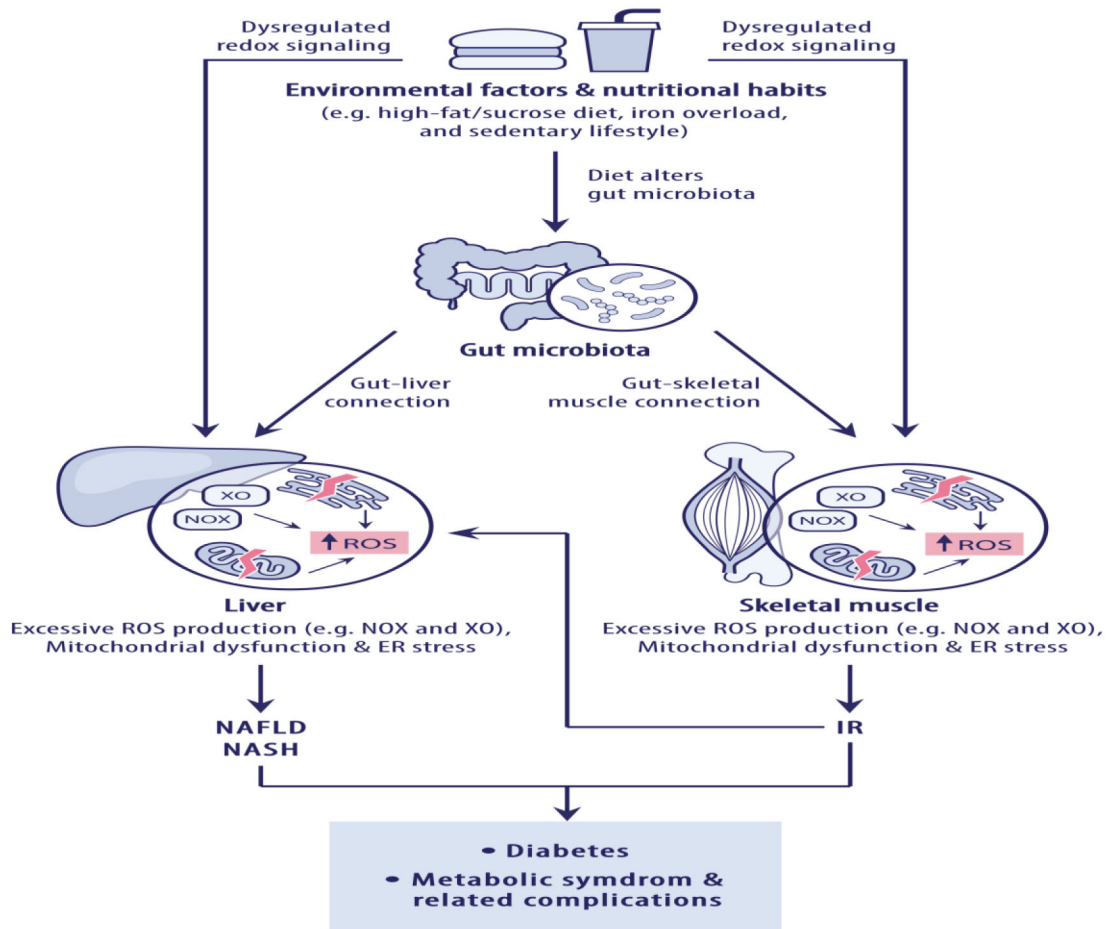 Dysregulated
redox signaling
Dysregulated
redox signaling
Environmental factors & nutritional habits
(e.g. high-fat/sucrose diet, iron overload,
and sedentary lifestyle)
Diet alters
gut microbiota
Gut microbiota
Gut-liver
connection
Gut-skeletal
muscle connection
XO
NOX
↑ROS
XO
NOX
↑ROS
Liver
Excessive ROS production (e.g. NOX and XO),
Mitochondrial dysfunction & ER stress
Skeletal muscle
Excessive ROS production (e.g. NOX and XO),
Mitochondrial dysfunction & ER stress
NAFLD
NASH
IR
• Diabetes
• Metabolic symdrom &
related complications